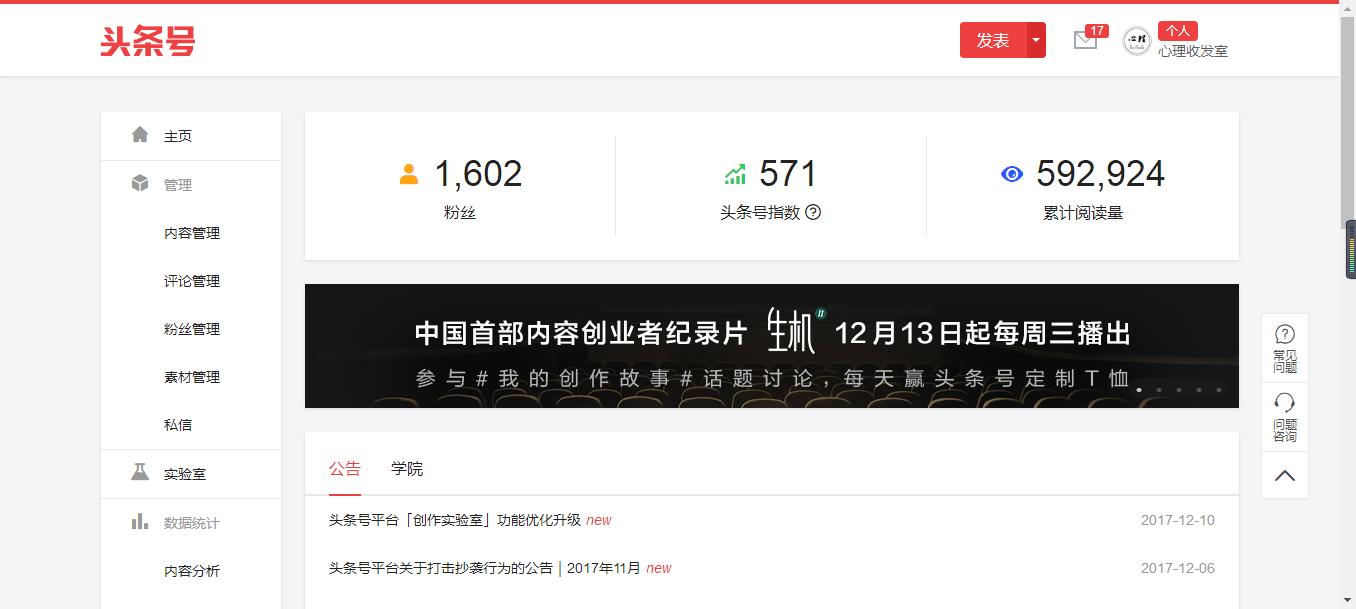 头条号
发表
17
个人
心理收发室
主页
管理
内容管理
评论管理
粉丝管理
素材管理
私信
实验室
数据统计
内容分析
1,602
粉丝
571
头条号指数
592,924
累计阅读量
中国首部内容创业者纪录片 生机 II 12月13日起每周三播出
参与#我的创作故事#话题讨论,每天赢头条号定制T恤
公告 学院
头条号平台「创作实验室」功能优化升级 new 2017-12-10
头条号平台关于打击抄袭行为的公告 | 2017年11月 new 2017-12-06
常见
问题
问题
咨询